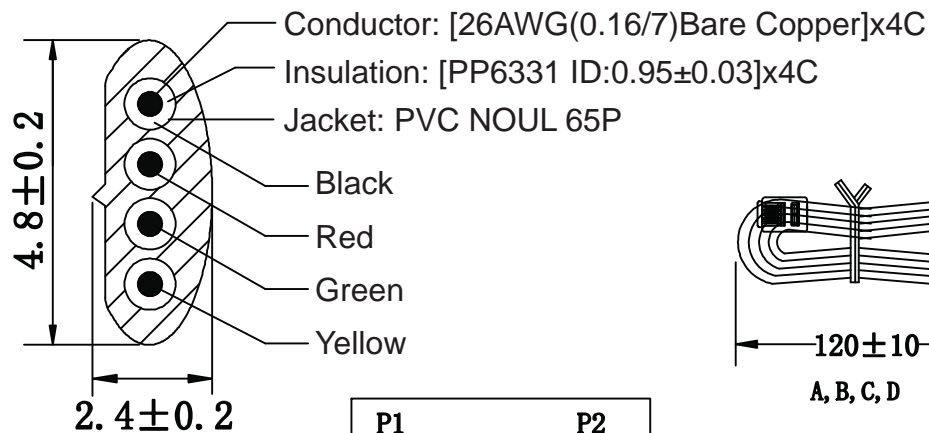 Conductor: [26AWG(0.16/7)Bare Copper]x4C
Insulation: [PP6331 ID:0.95±0.03]x4C
Jacket: PVC NOUL 65P
4.8±0.2
Black
Red
Green
Yellow
120±10
A, B, C, D
2.4±0.2
P1 P2